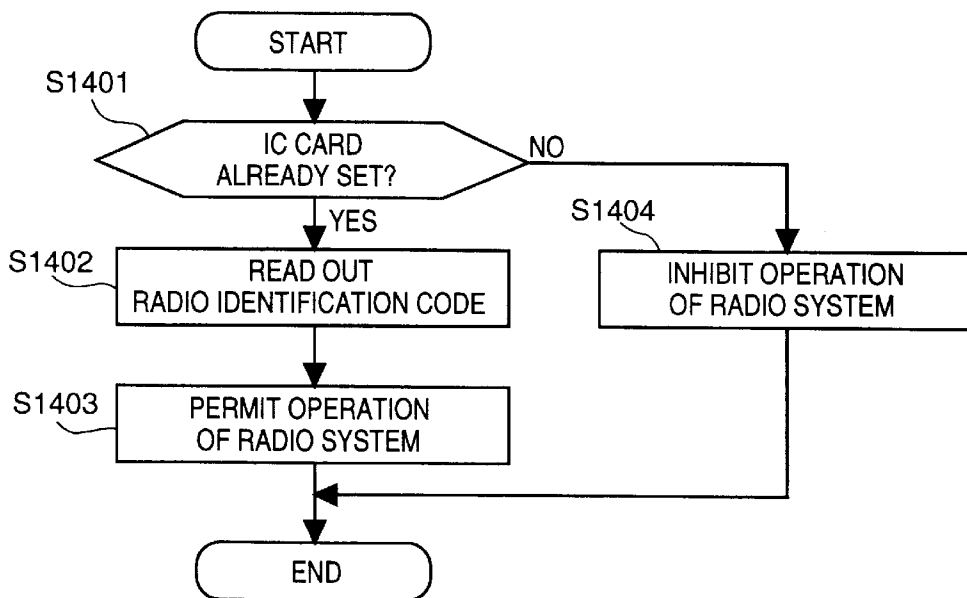 START
S1401
IC CARD
ALREADY SET?
NO
YES
S1404
S1402
READ OUT
RADIO IDENTIFICATION CODE
INHIBIT OPERATION
OF RADIO SYSTEM
S1403
PERMIT OPERATION
OF RADIO SYSTEM
END